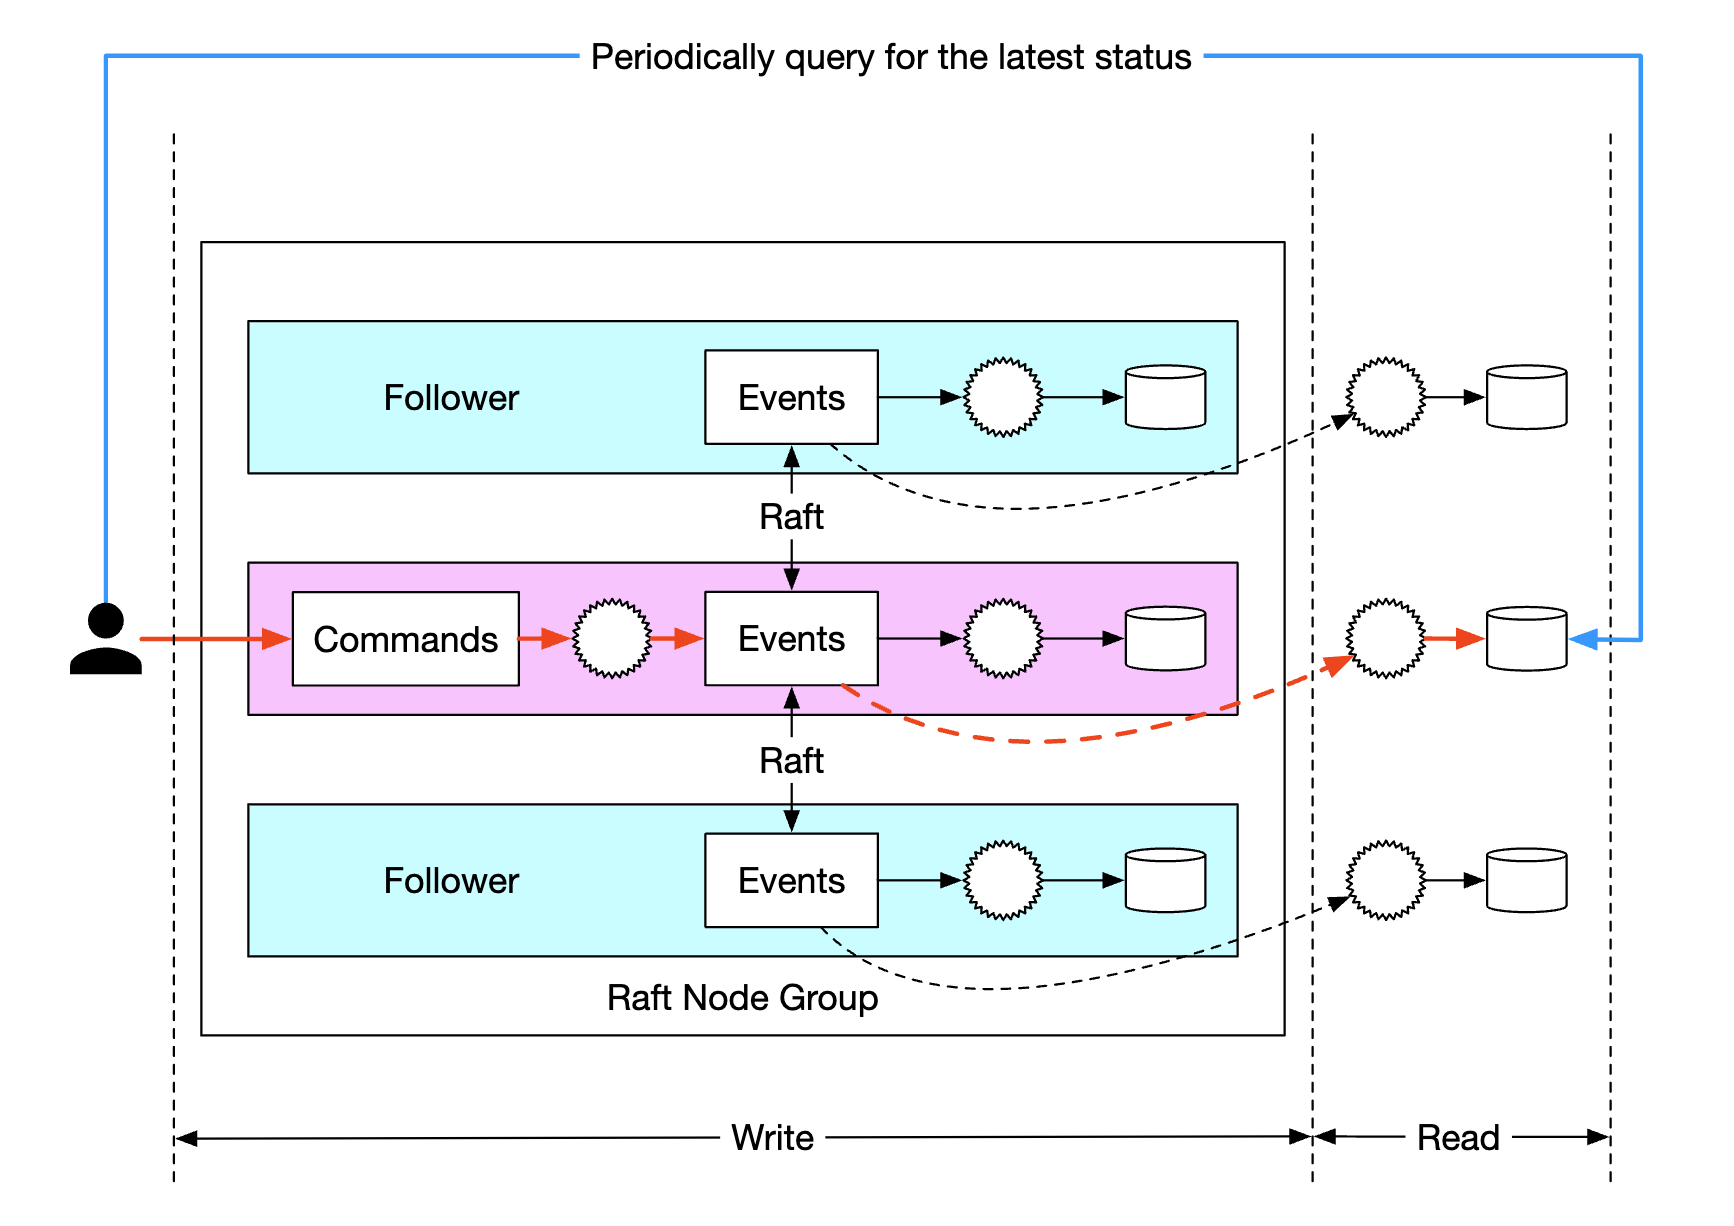 Periodically query for the latest status
Follower
Events
Raft
Commands
Events
Raft
Follower
Events
Raft Node Group
Write
Read